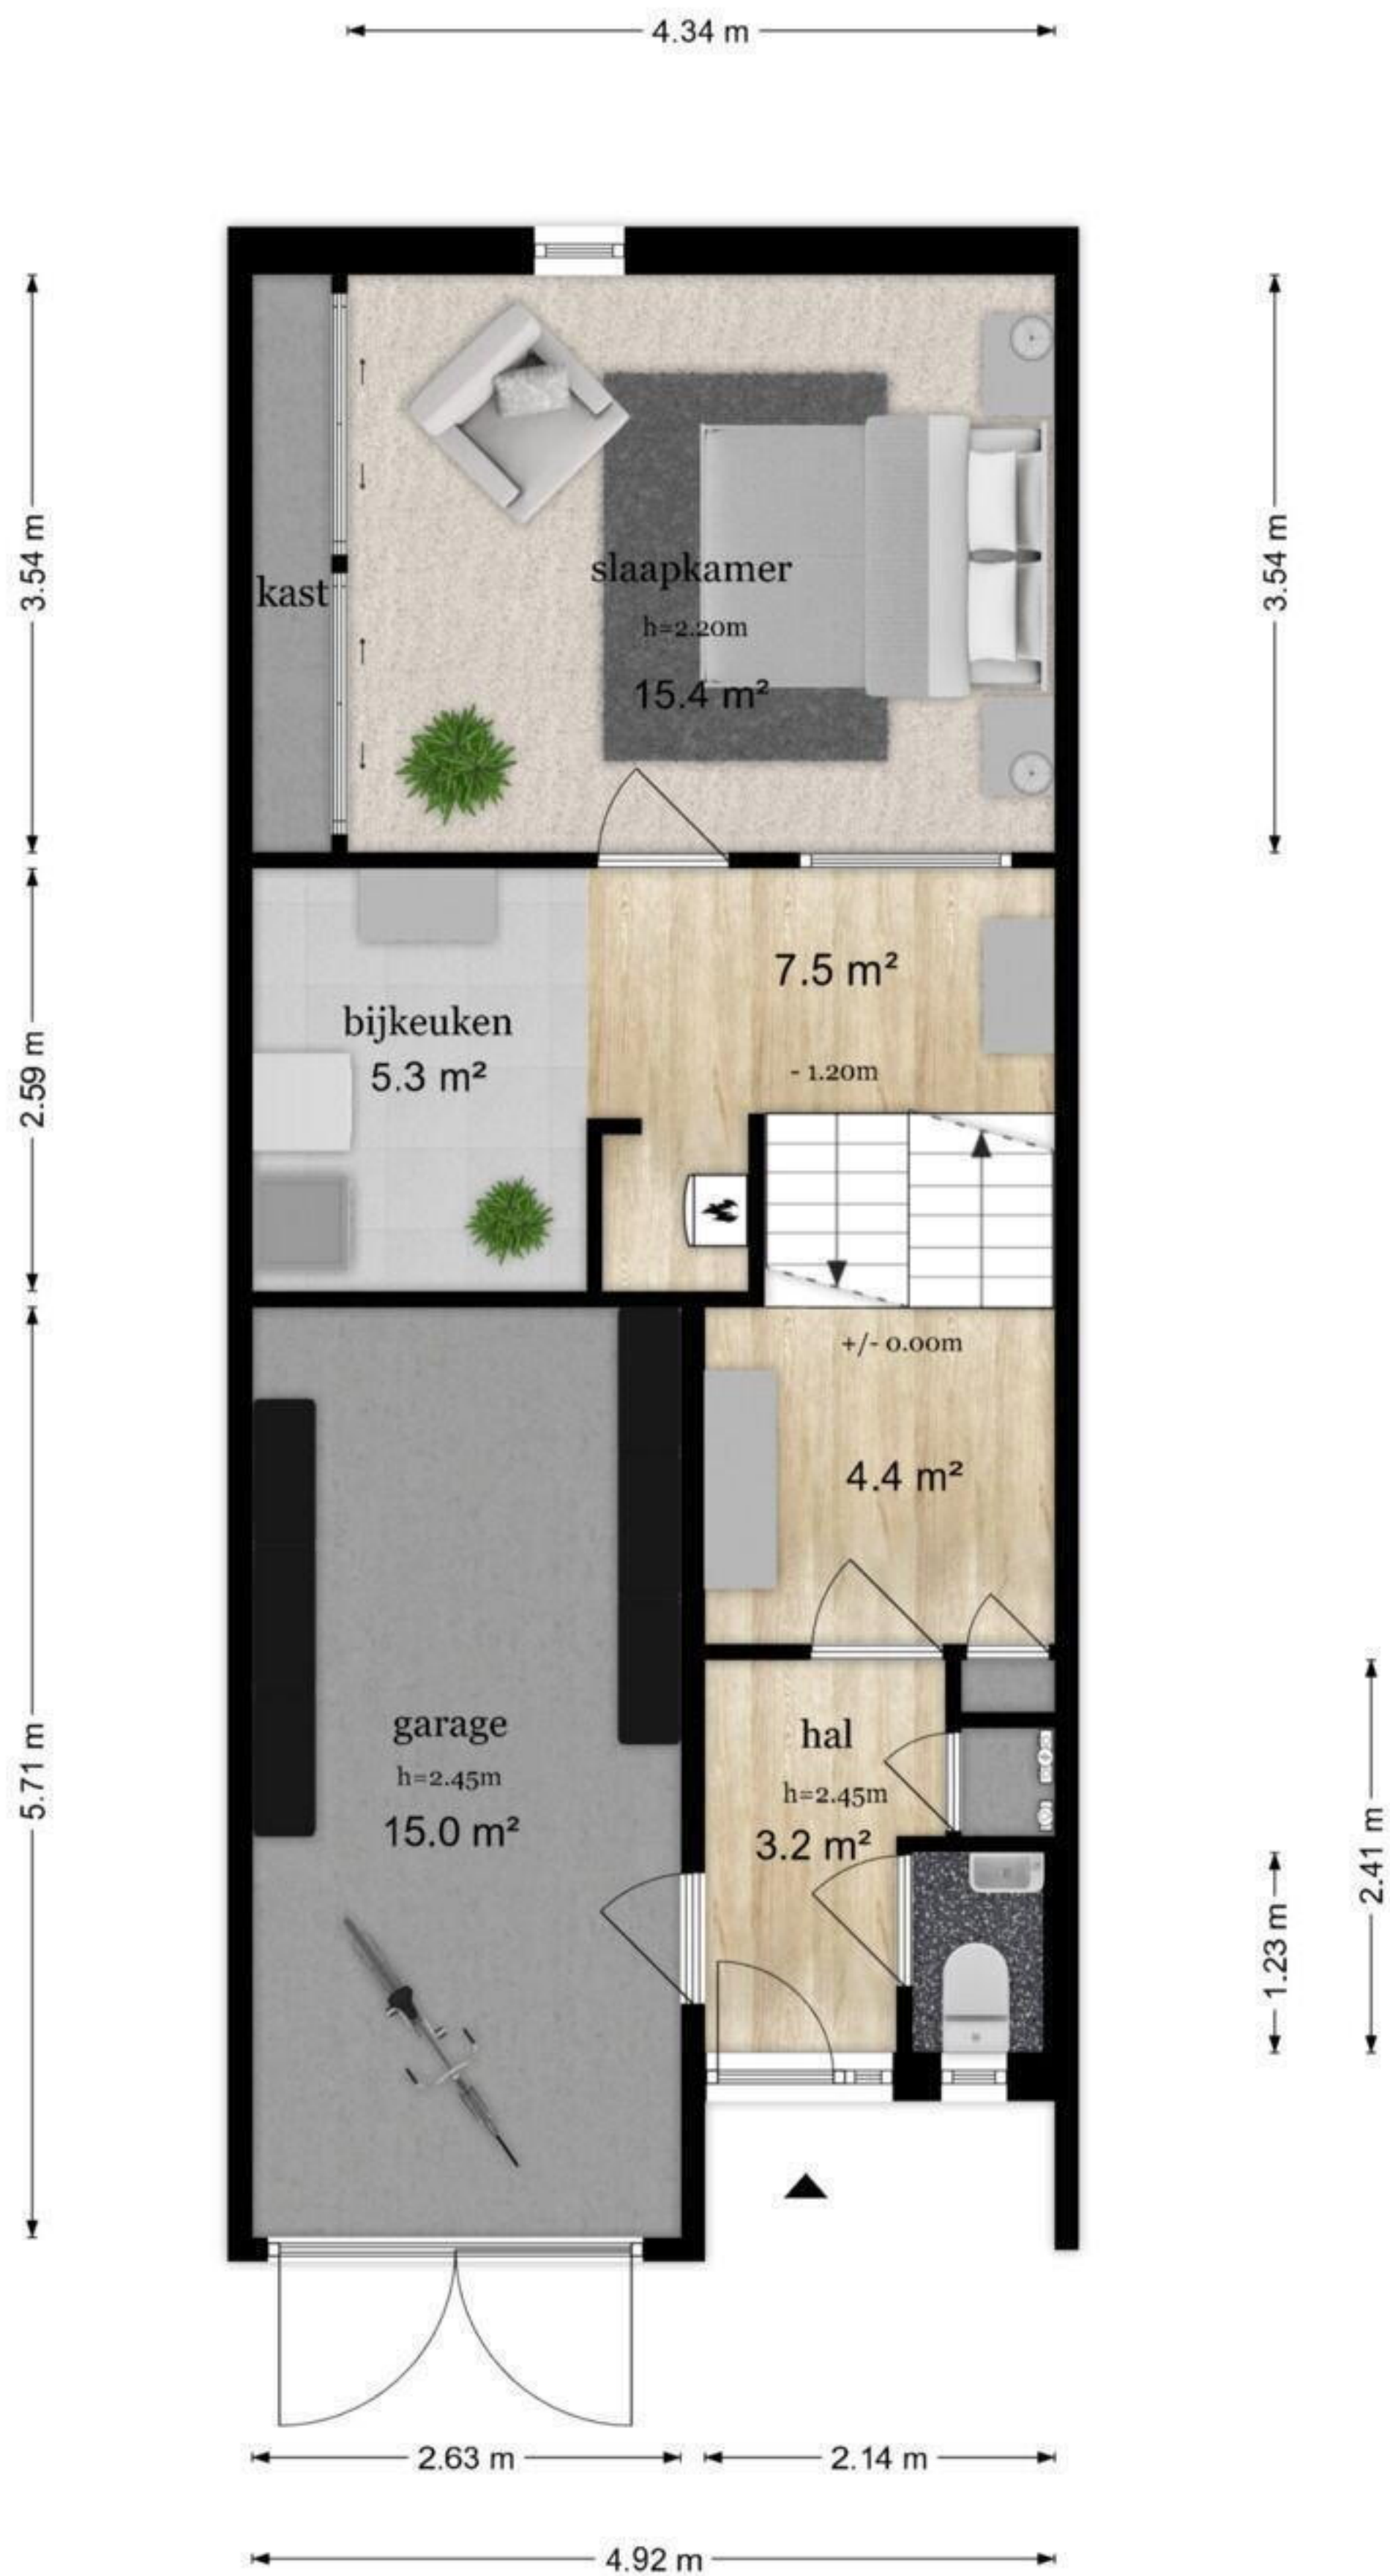 4.34 m
3.54 m
3.54 m
kast
slaapkamer
h=2.20m
15.4 m²
2.59 m
7.5 m²
bijkeuken
5.3 m²
- 1.20m
+/- 0.00m
4.4 m²
5.71 m
garage
h=2.45m
15.0 m²
hal
h=2.45m
3.2 m²
1.23 m
2.41 m
2.63 m
2.14 m
4.92 m